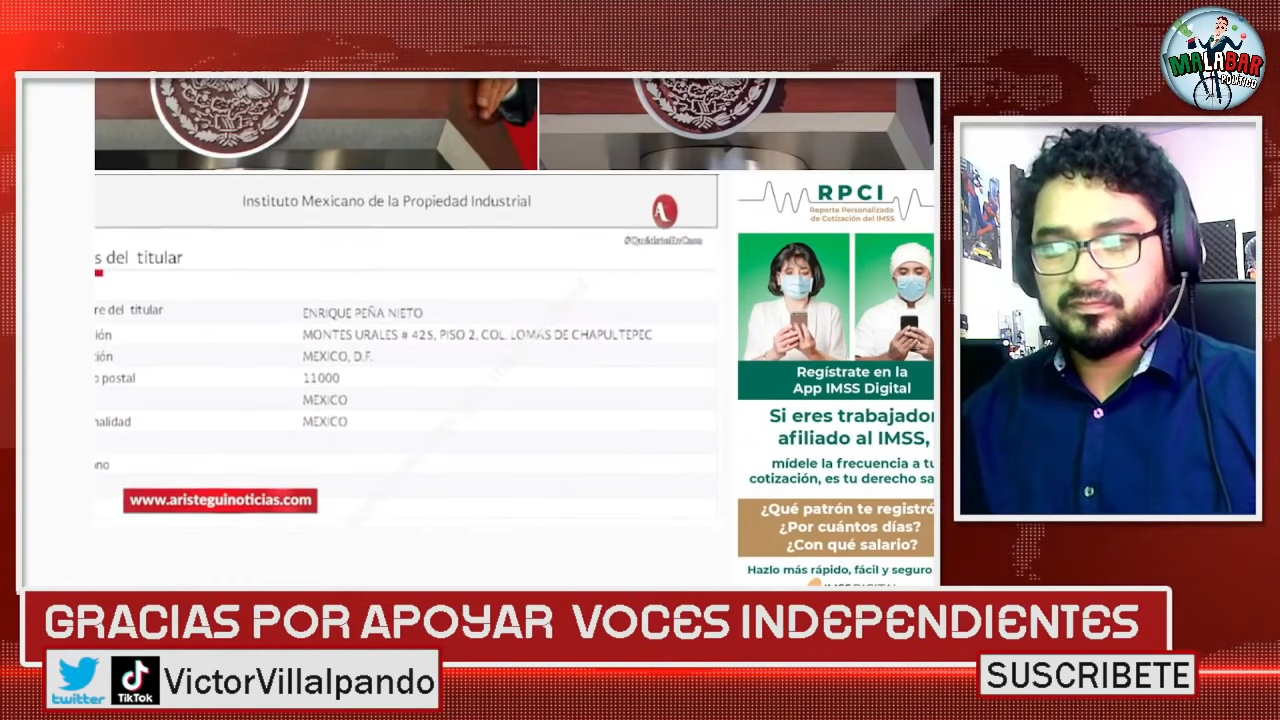 MALABAR
POLÍTICO
Instituto Mexicano de la Propiedad Industrial
A
s del titular
re del titular
ENRIQUE PEÑA NIETO
ión
MONTES URALES # 425, PISO 2, COL. LOMAS DE CHAPULTEPEC
ión
MEXICO, D.F.
postal
11000
MEXICO
nalidad
MEXICO
ono
www.aristeguinoticias.com
RPCI
Reporte Personalizado
de Cotización del IMSS
Regístrate en la
App IMSS Digital
Si eres trabajador
afiliado al IMSS,
mídele la frecuencia a tu
cotización, es tu derecho sa
¿Qué patrón te registró
¿Por cuántos días?
¿Con qué salario?
Hazlo más rápido, fácil y seguro
GRACIAS POR APOYAR VOCES INDEPENDIENTES
twitter
TikTok
VictorVillalpando
SUSCRIBETE